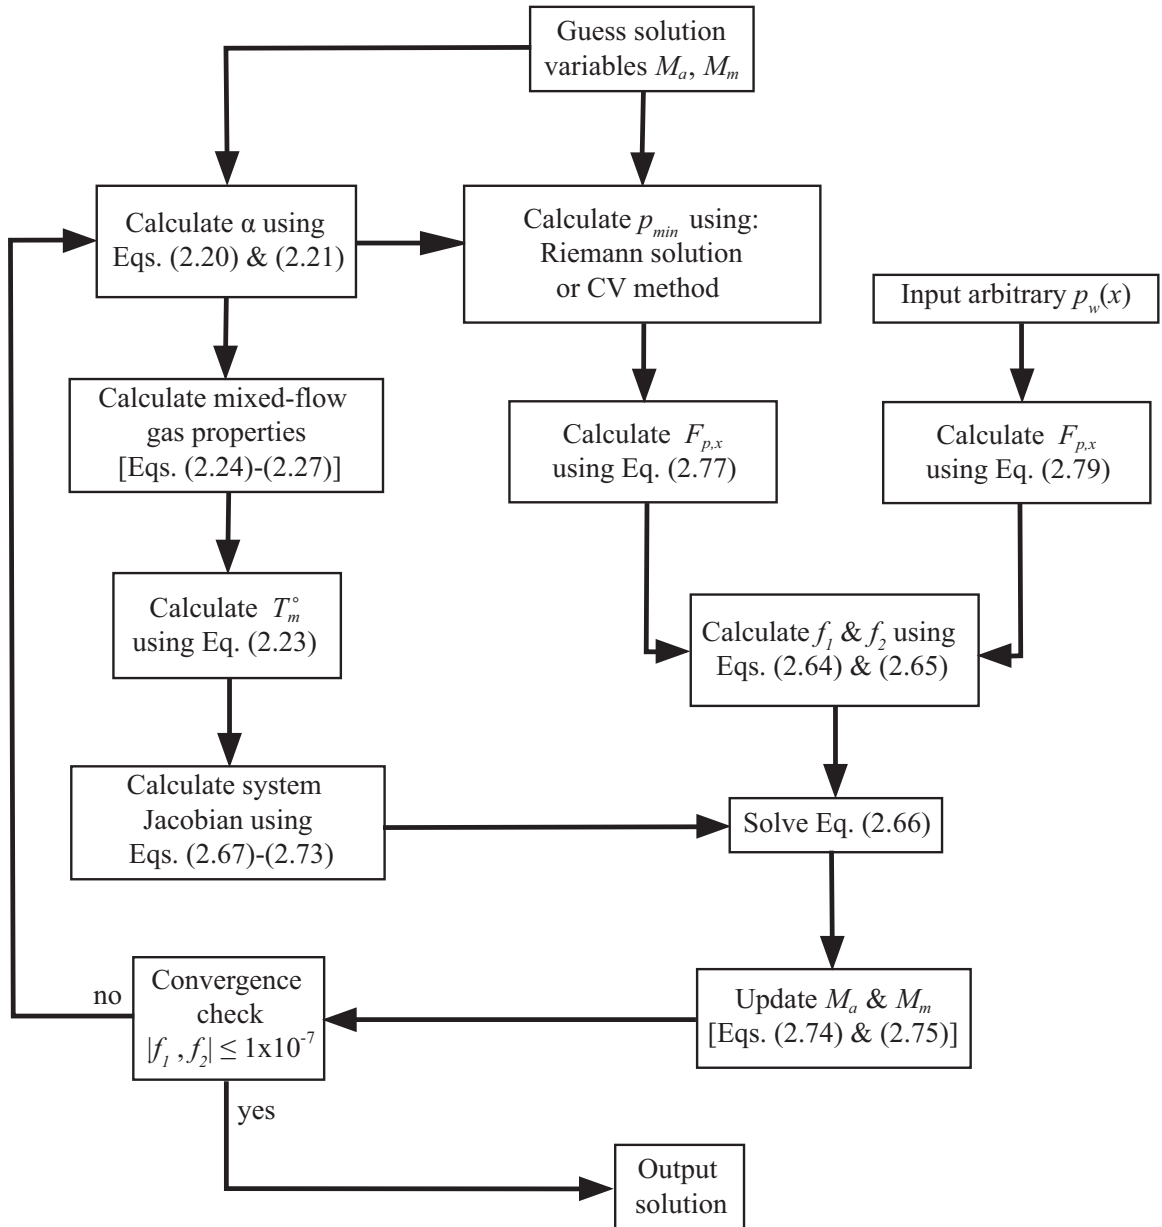 Guess solution
variables M_a, M_m
Calculate α using
Eqs. (2.20) & (2.21)
Calculate p_min using:
Riemann solution
or CV method
Input arbitrary p_w(x)
Calculate mixed-flow
gas properties
[Eqs. (2.24)-(2.27)]
Calculate F_p,x
using Eq. (2.77)
Calculate F_p,x
using Eq. (2.79)
Calculate T_m°
using Eq. (2.23)
Calculate f_1 & f_2 using
Eqs. (2.64) & (2.65)
Calculate system
Jacobian using
Eqs. (2.67)-(2.73)
Solve Eq. (2.66)
no
Convergence
check
|f_1 , f_2| ≤ 1x10^-7
Update M_a & M_m
[Eqs. (2.74) & (2.75)]
yes
Output
solution